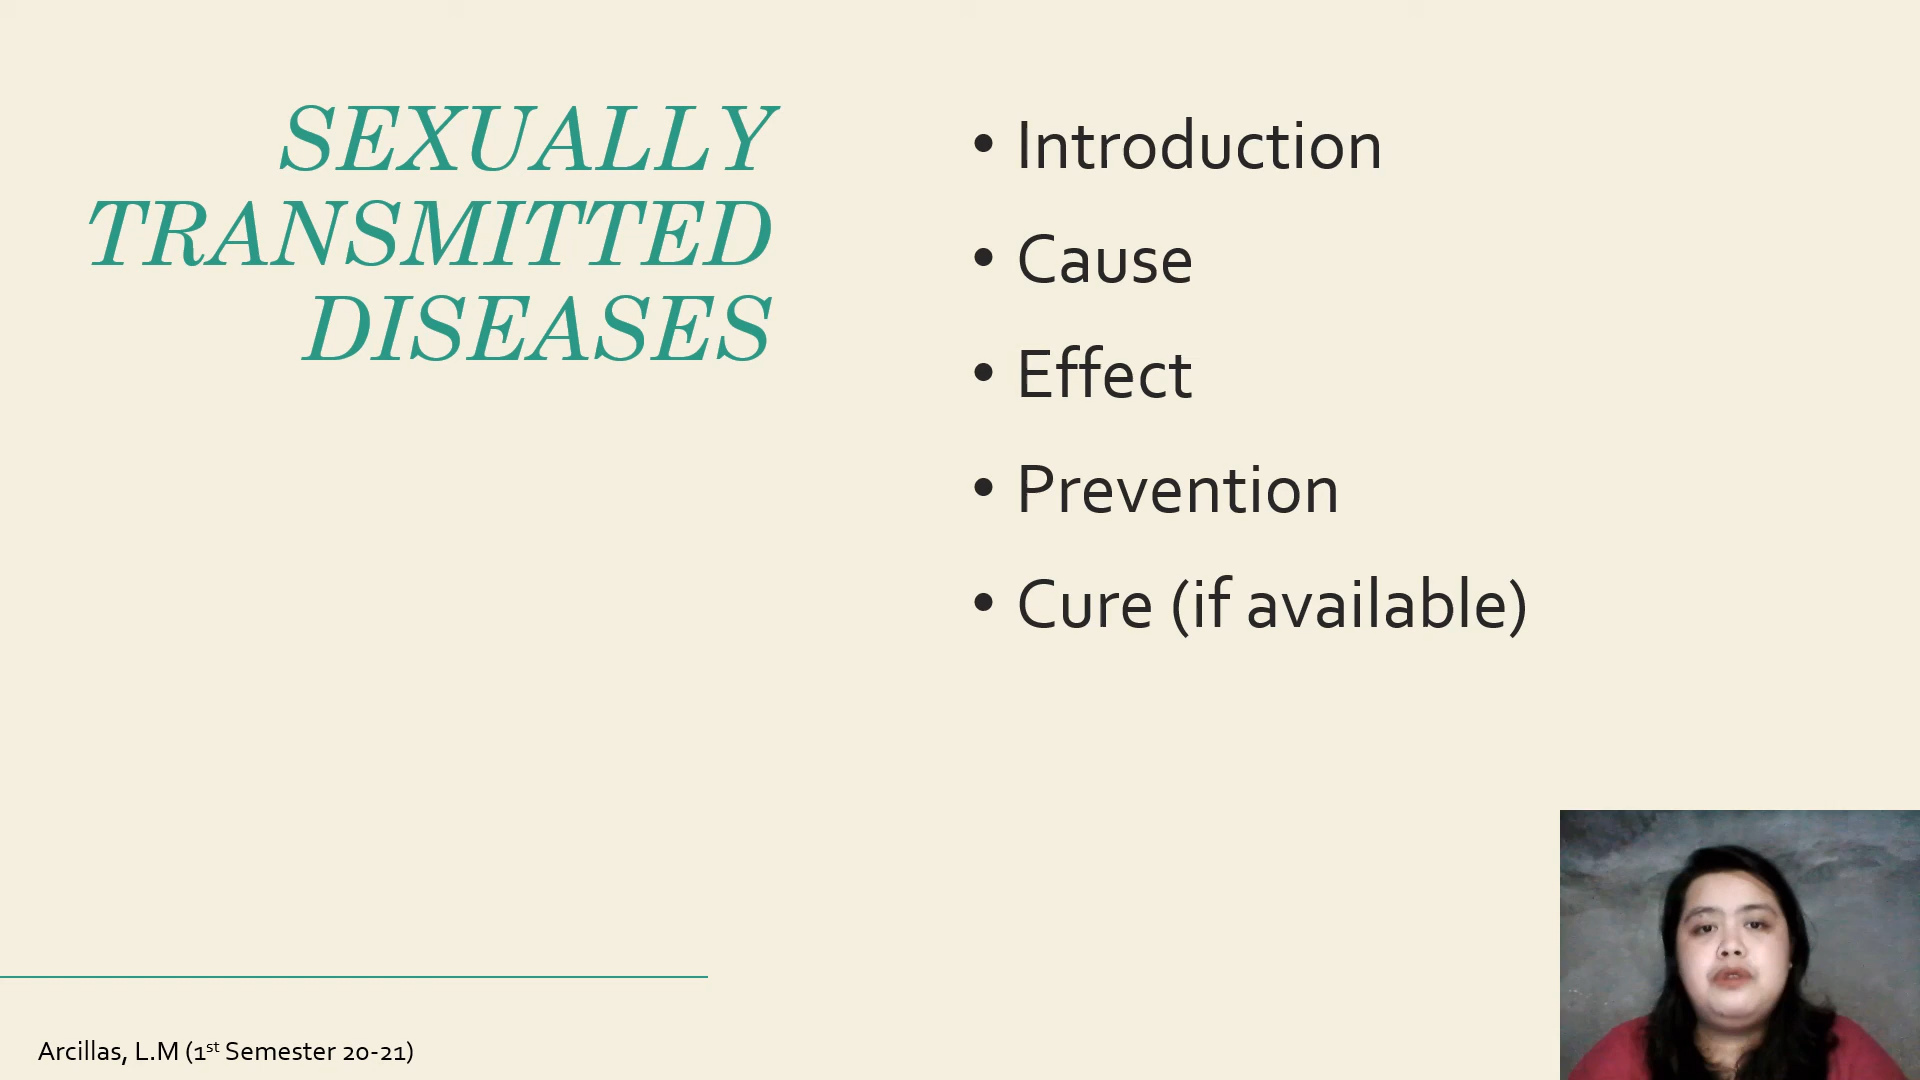 SEXUALLY
TRANSMITTED
DISEASES
• Introduction
• Cause
• Effect
• Prevention
• Cure (if available)
Arcillas, L.M (1st Semester 20-21)